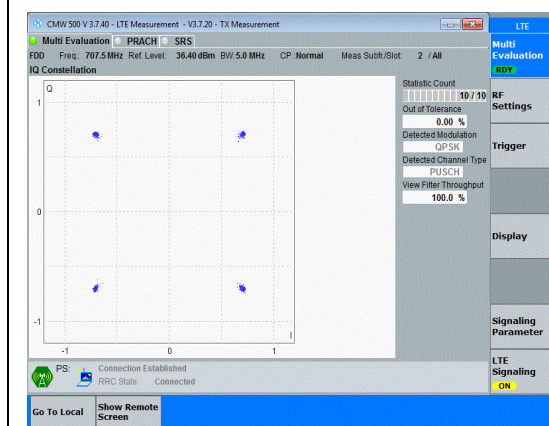 CMW 500 V 3.7.40 - LTE Measurement - V3.7.20 - TX Measurement
LTE
Multi Evaluation PRACH SRS
Multi
Evaluation
RDY
FDD Freq.: 707.5 MHz Ref. Level: 36.40 dBm BW: 5.0 MHz CP : Normal Meas Subfr./Slot: 2 / All
IQ Constellation
Q
1
0
-1
-1
0
1
I
Statistic Count
10 / 10
Out of Tolerance
0.00 %
Detected Modulation
QPSK
Detected Channel Type
PUSCH
View Filter Throughput
100.0 %
RF
Settings
Trigger
Display
Signaling
Parameter
LTE
Signaling
ON
PS: Connection Established
RRC State: Connected
Go To Local
Show Remote
Screen